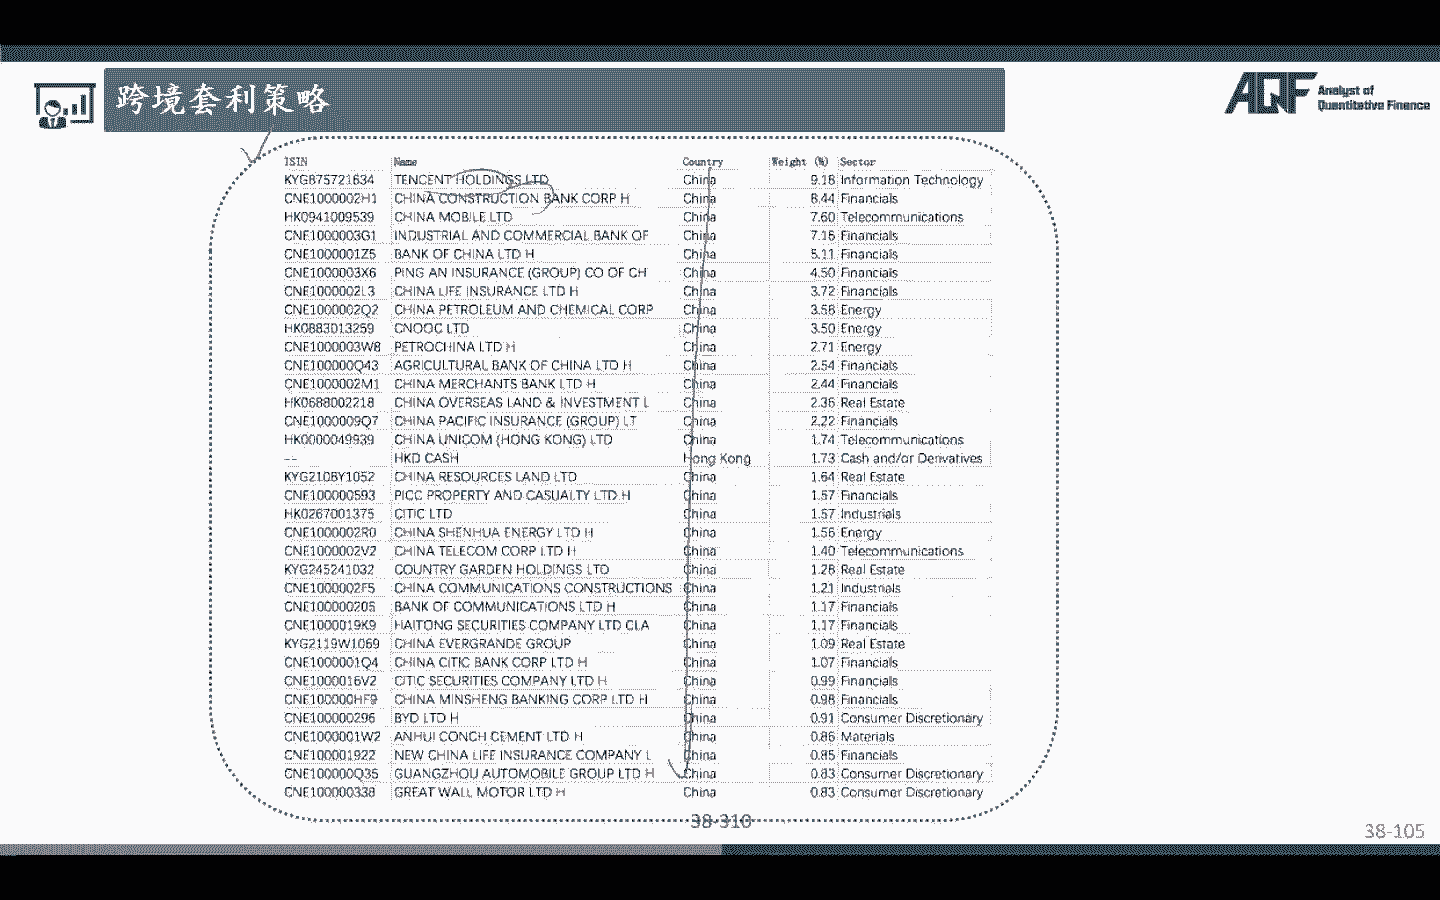 跨境套利策略
AQF Analyst of Quantitative Finance
ISIN Name Country Weight (%) Sector
KYG875721634 TENCENT HOLDINGS LTD China 9.18 Information Technology
CNE1000002H1 CHINA CONSTRUCTION BANK CORP H China 8.44 Financials
HK0941009539 CHINA MOBILE LTD China 7.60 Telecommunications
CNE1000003G1 INDUSTRIAL AND COMMERCIAL BANK OF China 7.16 Financials
CNE1000001Z5 BANK OF CHINA LTD H China 5.11 Financials
CNE1000003X6 PING AN INSURANCE (GROUP) CO OF CH China 4.50 Financials
CNE1000002L3 CHINA LIFE INSURANCE LTD H China 3.72 Financials
CNE1000002Q2 CHINA PETROLEUM AND CHEMICAL CORP China 3.58 Energy
HK0883013259 CNOOC LTD China 3.50 Energy
CNE1000003W8 PETROCHINA LTD H China 2.71 Energy
CNE100000Q43 AGRICULTURAL BANK OF CHINA LTD H China 2.54 Financials
CNE1000002M1 CHINA MERCHANTS BANK LTD H China 2.44 Financials
HK0688002218 CHINA OVERSEAS LAND & INVESTMENT L China 2.36 Real Estate
CNE1000009Q7 CHINA PACIFIC INSURANCE (GROUP) LT China 2.22 Financials
HK0000049939 CHINA UNICOM (HONG KONG) LTD China 1.74 Telecommunications
-- HKD CASH Hong Kong 1.73 Cash and/or Derivatives
KYG2108Y1052 CHINA RESOURCES LAND LTD China 1.64 Real Estate
CNE100000593 PICC PROPERTY AND CASUALTY LTD H China 1.57 Financials
HK0267001375 CITIC LTD China 1.57 Industrials
CNE1000002R0 CHINA SHENHUA ENERGY LTD H China 1.56 Energy
CNE1000002V2 CHINA TELECOM CORP LTD H China 1.40 Telecommunications
KYG245241032 COUNTRY GARDEN HOLDINGS LTD China 1.28 Real Estate
CNE1000002F5 CHINA COMMUNICATIONS CONSTRUCTIONS China 1.21 Industrials
CNE100000205 BANK OF COMMUNICATIONS LTD H China 1.17 Financials
CNE1000019K9 HAITONG SECURITIES COMPANY LTD CLA China 1.17 Financials
KYG2119W1069 CHINA EVERGRANDE GROUP China 1.09 Real Estate
CNE1000001Q4 CHINA CITIC BANK CORP LTD H China 1.07 Financials
CNE1000016V2 CITIC SECURITIES COMPANY LTD H China 0.99 Financials
CNE100000HF9 CHINA MINSHENG BANKING CORP LTD H China 0.98 Financials
CNE100000296 BYD LTD H China 0.91 Consumer Discretionary
CNE1000001W2 ANHUI CONCH CEMENT LTD H China 0.86 Materials
CNE100001922 NEW CHINA LIFE INSURANCE COMPANY L China 0.85 Financials
CNE100000Q35 GUANGZHOU AUTOMOBILE GROUP LTD H China 0.83 Consumer Discretionary
CNE100000338 GREAT WALL MOTOR LTD H China 0.83 Consumer Discretionary
38-310
38-105